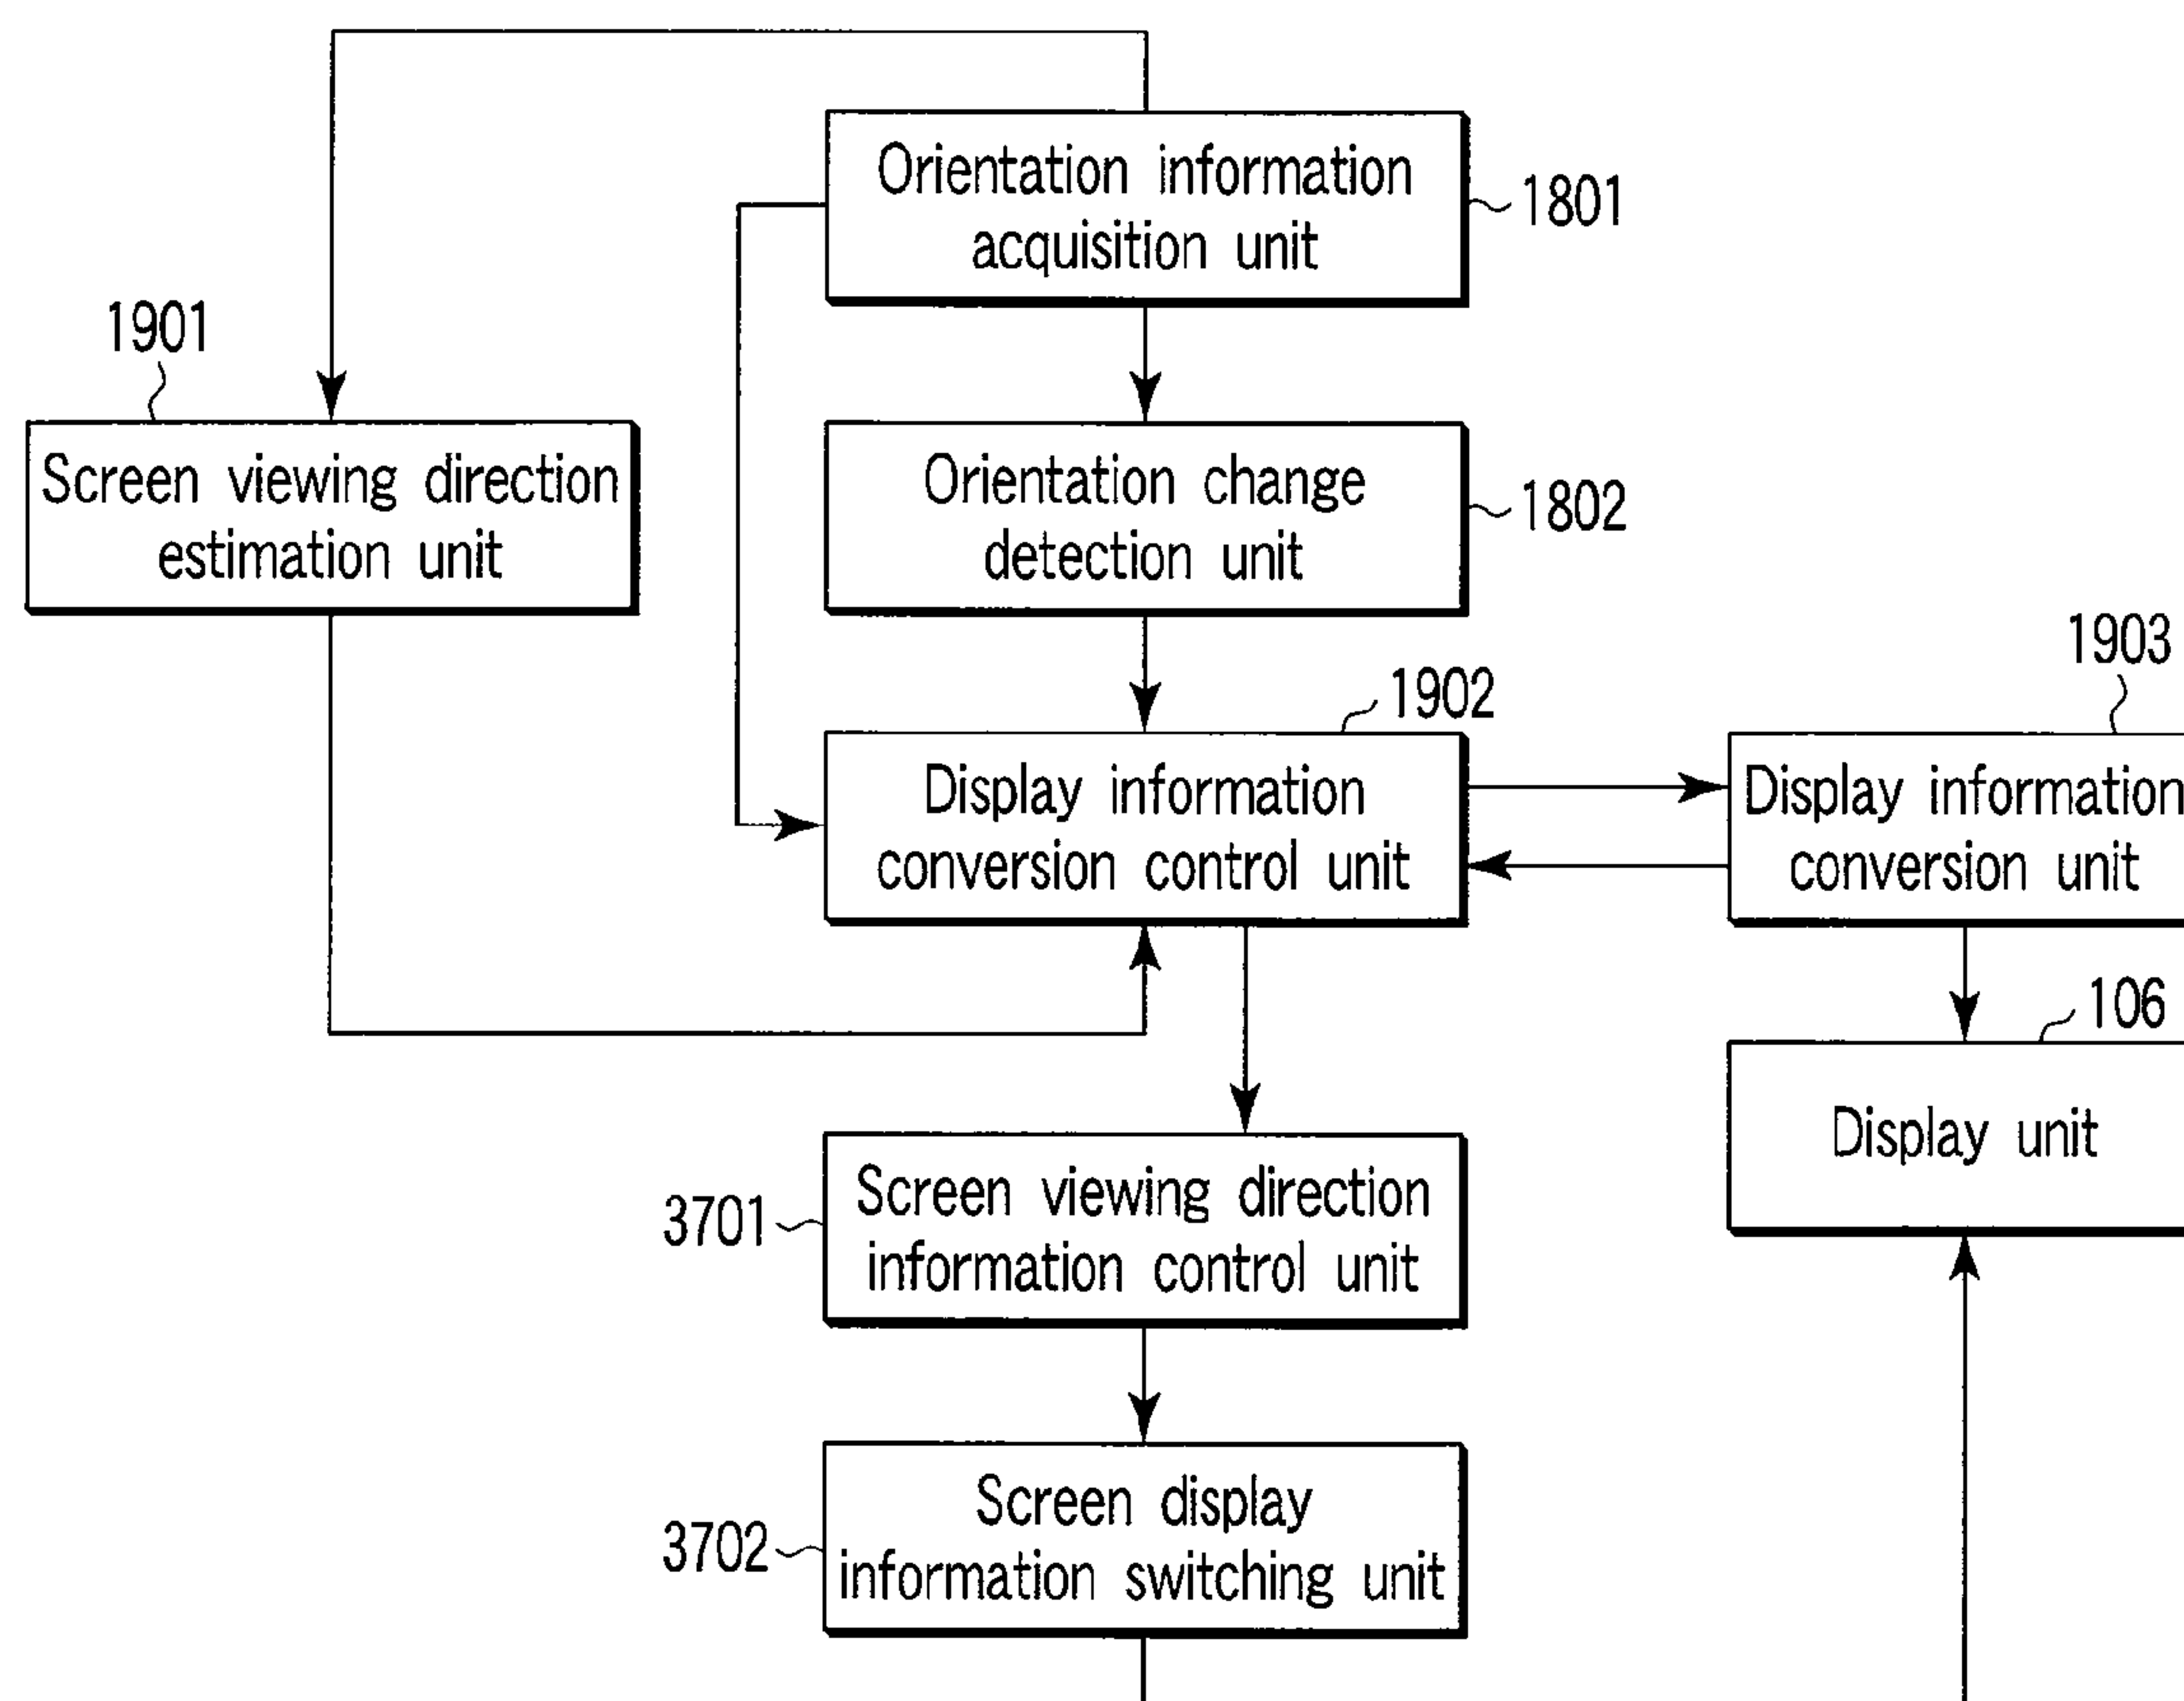 Orientation information
acquisition unit
1801
1901
Screen viewing direction
estimation unit
Orientation change
detection unit
1802
1902
Display information
conversion control unit
1903
Display information
conversion unit
106
Display unit
3701
Screen viewing direction
information control unit
3702
Screen display
information switching unit